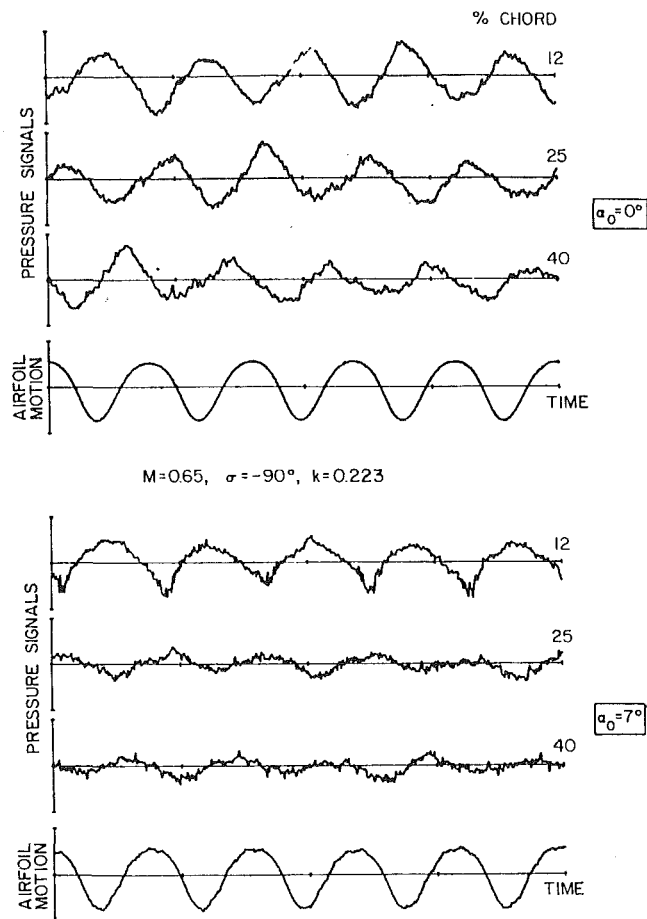 % CHORD
12
PRESSURE SIGNALS
25
α₀=0°
40
AIRFOIL
MOTION
TIME
M=0.65, σ=-90°, k=0.223
12
PRESSURE SIGNALS
25
α₀=7°
40
AIRFOIL
MOTION
TIME